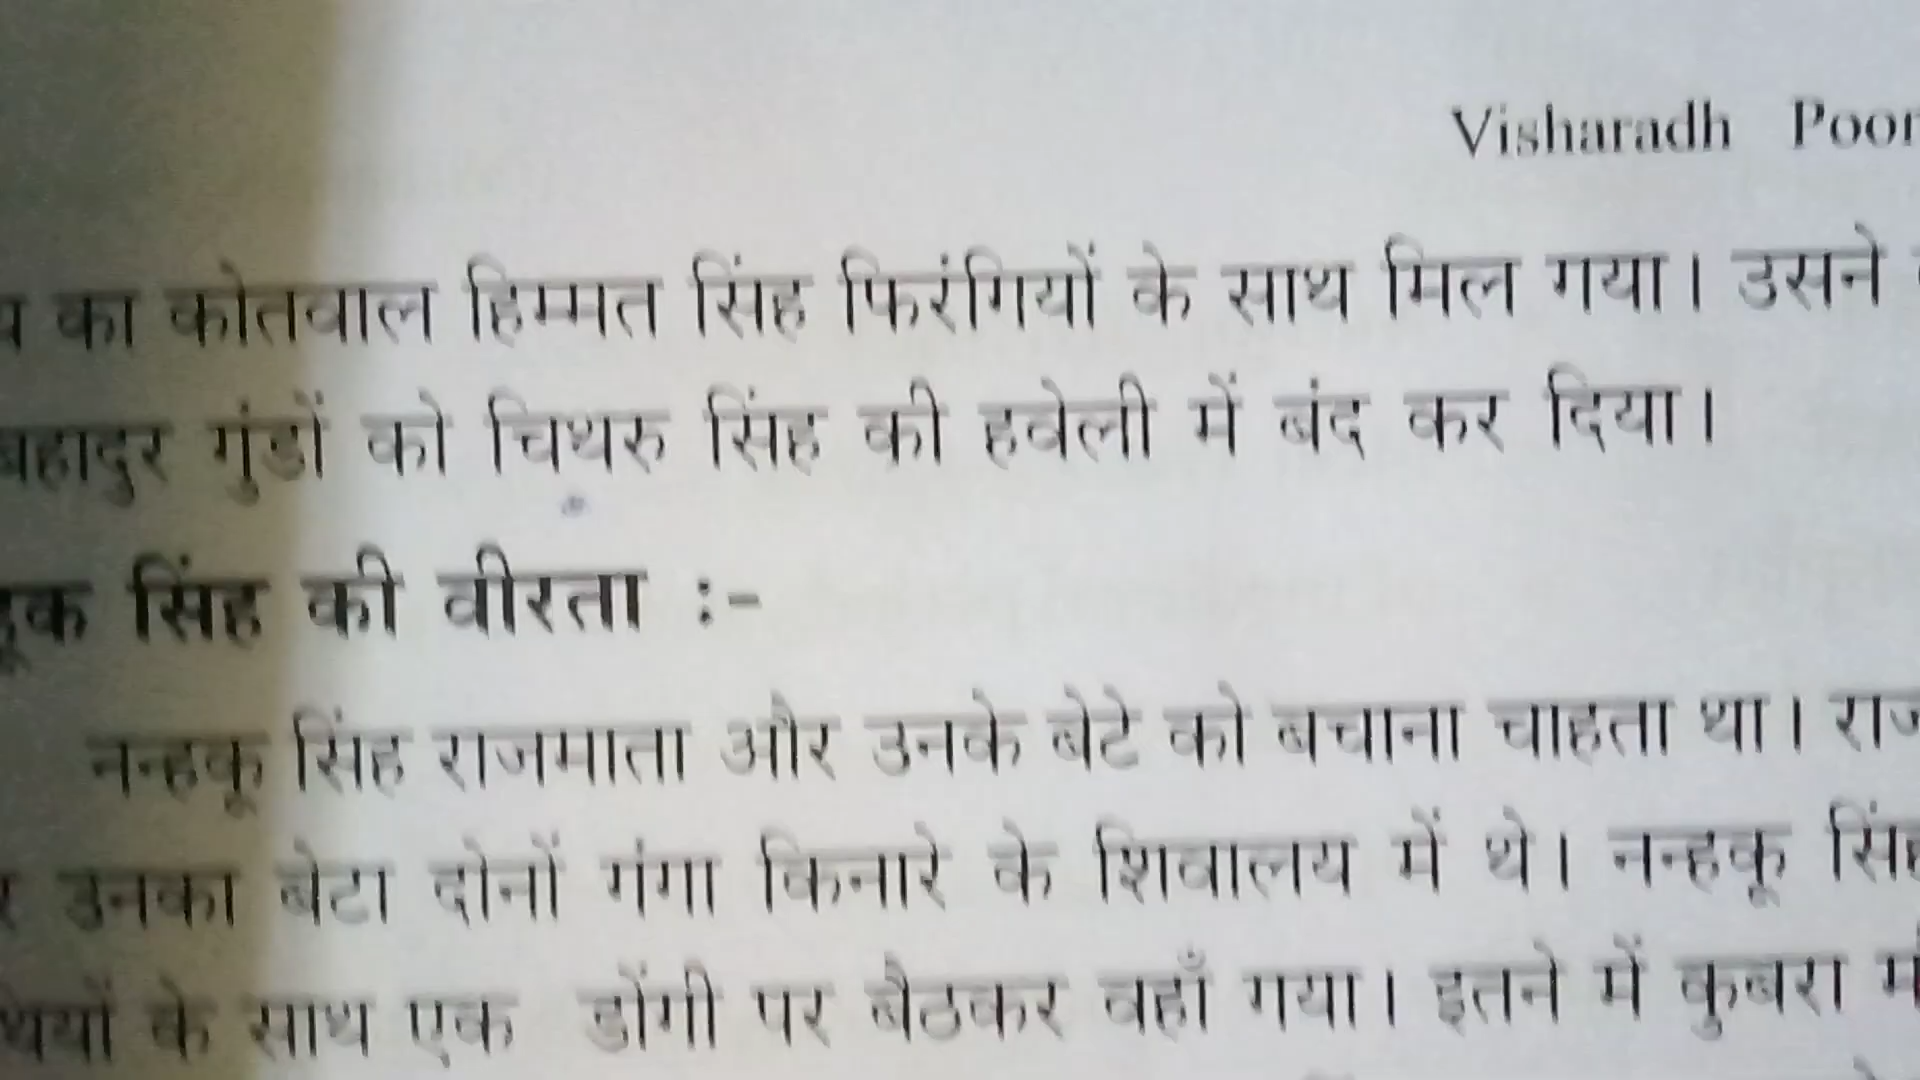 Visharadh Poor
का कोतवाल हिम्मत सिंह फिरंगियों के साथ मिल गया। उसने
बहादुर गुंडों को चिथरु सिंह की हवेली में बंद कर दिया।
सिंह की वीरता :-
नन्हकू सिंह राजमाता और उनके बेटे को बचाना चाहता था।
उनका बेटा दोनों गंगा किनारे के शिवालय में थे। नन्हकू सिंह
के साथ एक डोंगी पर बैठकर वहाँ गया। इतने में कुबरा